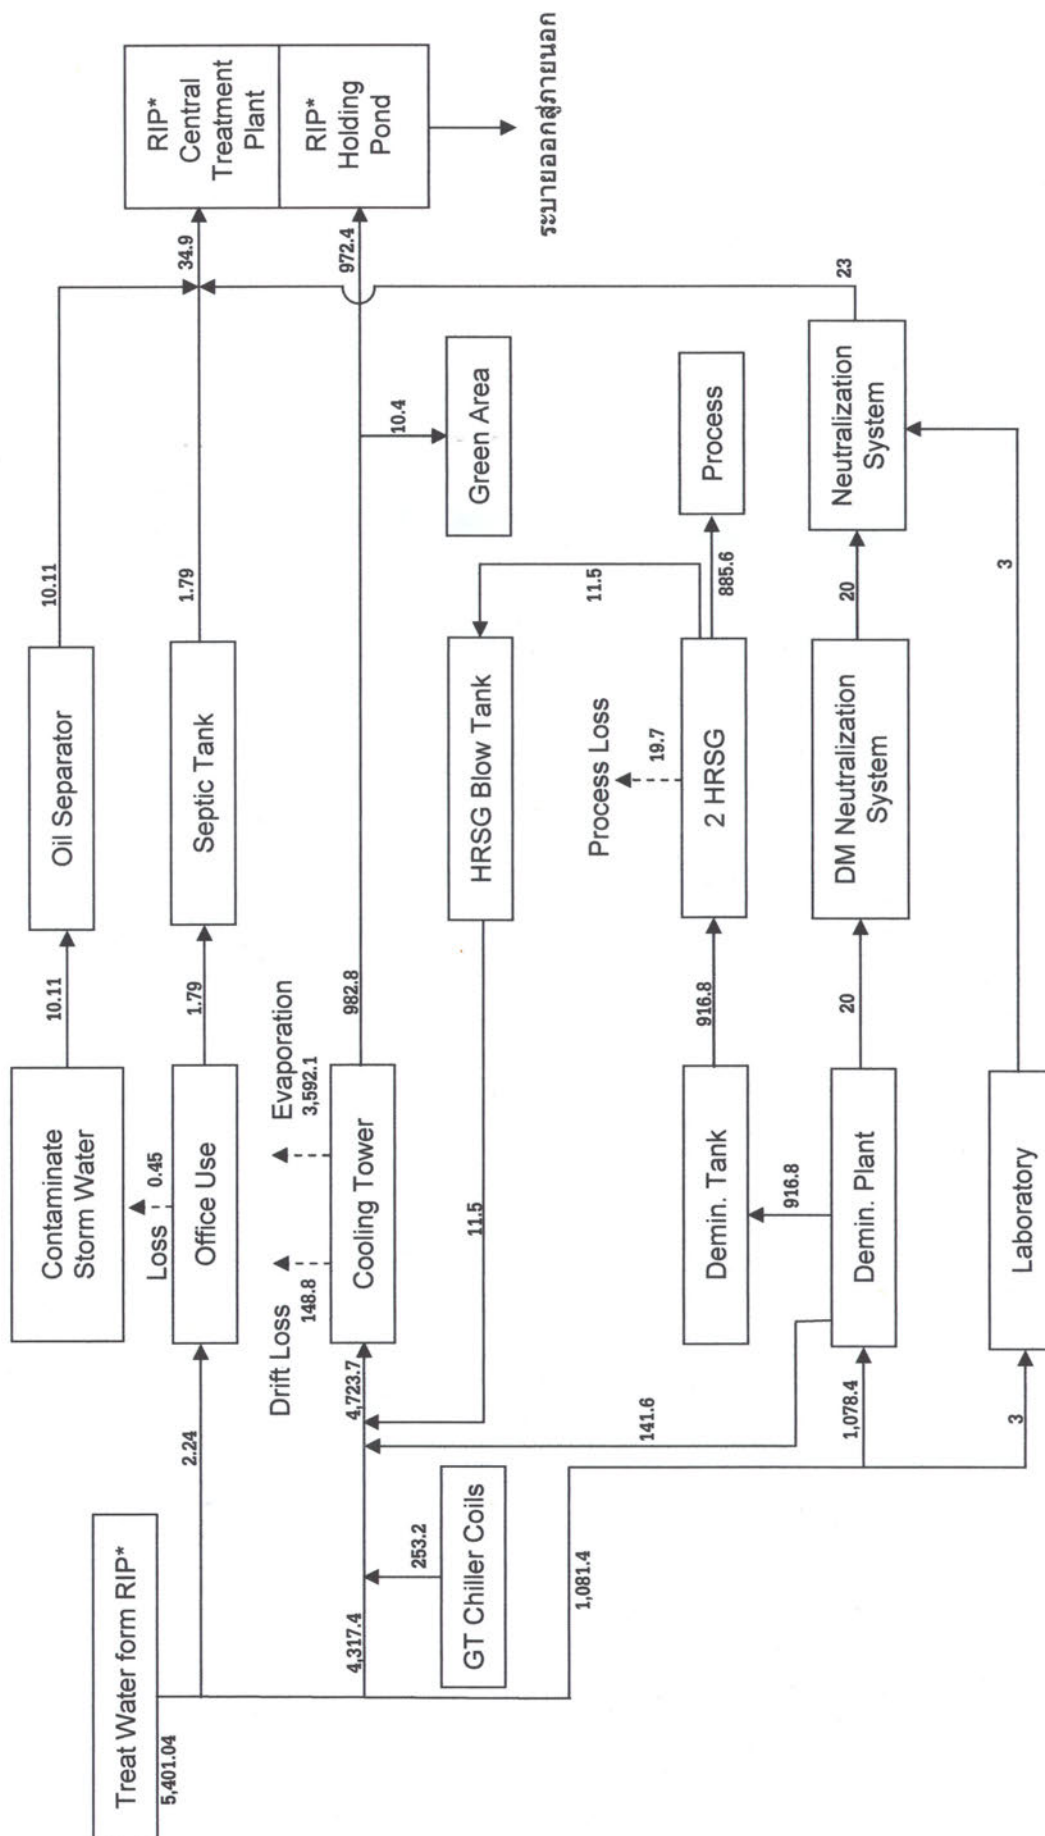 Treat Water form RIP*
5,401.04
2.24
4,317.4
1,081.4
253.2
GT Chiller Coils
141.6
1,078.4
3
4,723.7
11.5
Contaminate
Storm Water
10.11
Oil Separator
10.11
Loss
0.45
Office Use
1.79
Septic Tank
1.79
Drift Loss
148.8
Evaporation
3,592.1
Cooling Tower
982.8
972.4
10.4
Green Area
34.9
RIP*
Central
Treatment
Plant
RIP*
Holding
Pond
ระบายออกสู่ภายนอก
HRSG Blow Tank
11.5
Process Loss
19.7
Demin. Tank
916.8
2 HRSG
885.6
Process
916.8
Demin. Plant
20
DM Neutralization
System
20
Neutralization
System
23
Laboratory
3